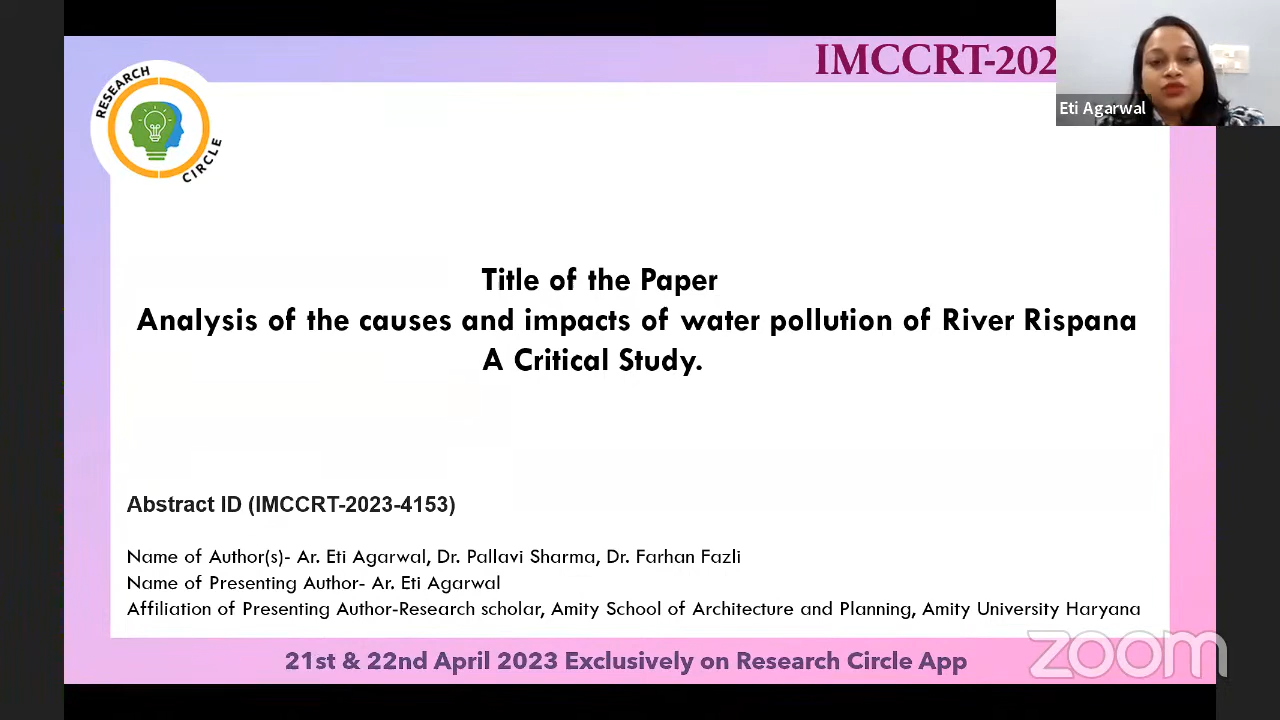 IMCCRT-202
RESEARCH
CIRCLE
Eti Agarwal
Title of the Paper
Analysis of the causes and impacts of water pollution of River Rispana
A Critical Study.
Abstract ID (IMCCRT-2023-4153)
Name of Author(s)- Ar. Eti Agarwal, Dr. Pallavi Sharma, Dr. Farhan Fazli
Name of Presenting Author- Ar. Eti Agarwal
Affiliation of Presenting Author-Research scholar, Amity School of Architecture and Planning, Amity University Haryana
zoom
21st & 22nd April 2023 Exclusively on Research Circle App